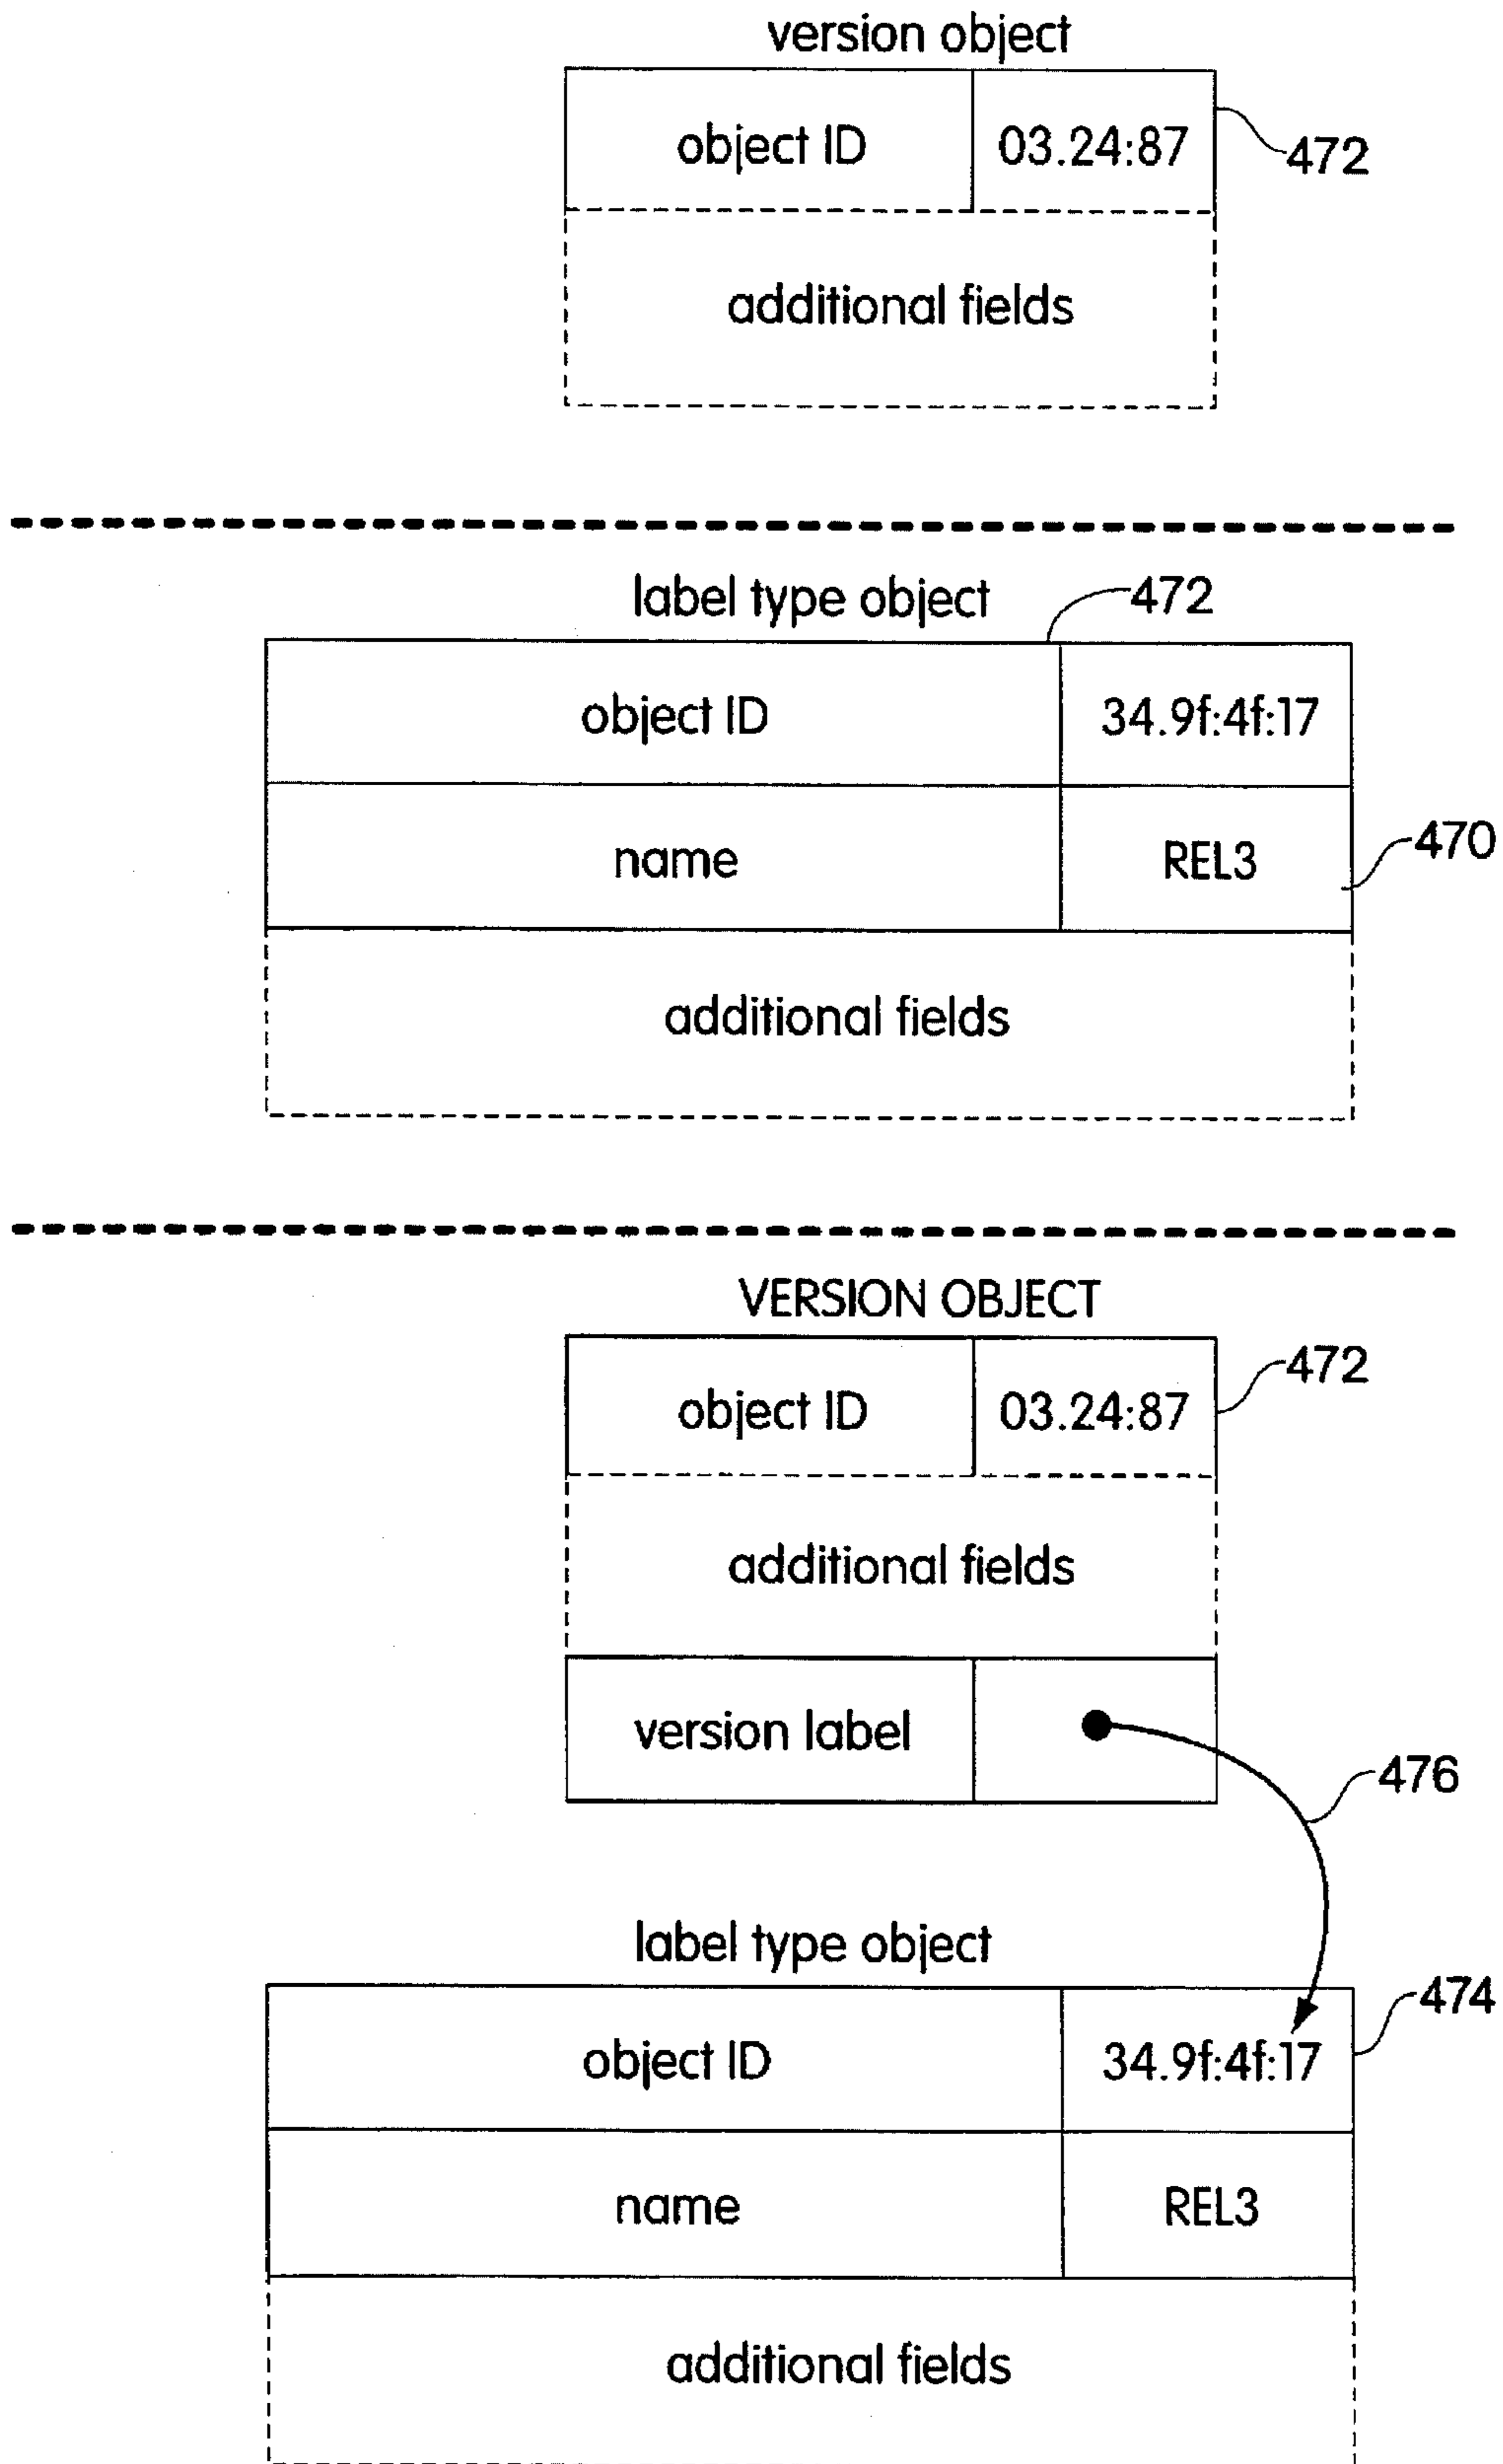 version object
object ID 03.24:87 472
additional fields
label type object 472
object ID 34.9f:4f:17
name REL3 470
additional fields
VERSION OBJECT
object ID 03.24:87 472
additional fields
version label
476
label type object
object ID 34.9f:4f:17 474
name REL3
additional fields